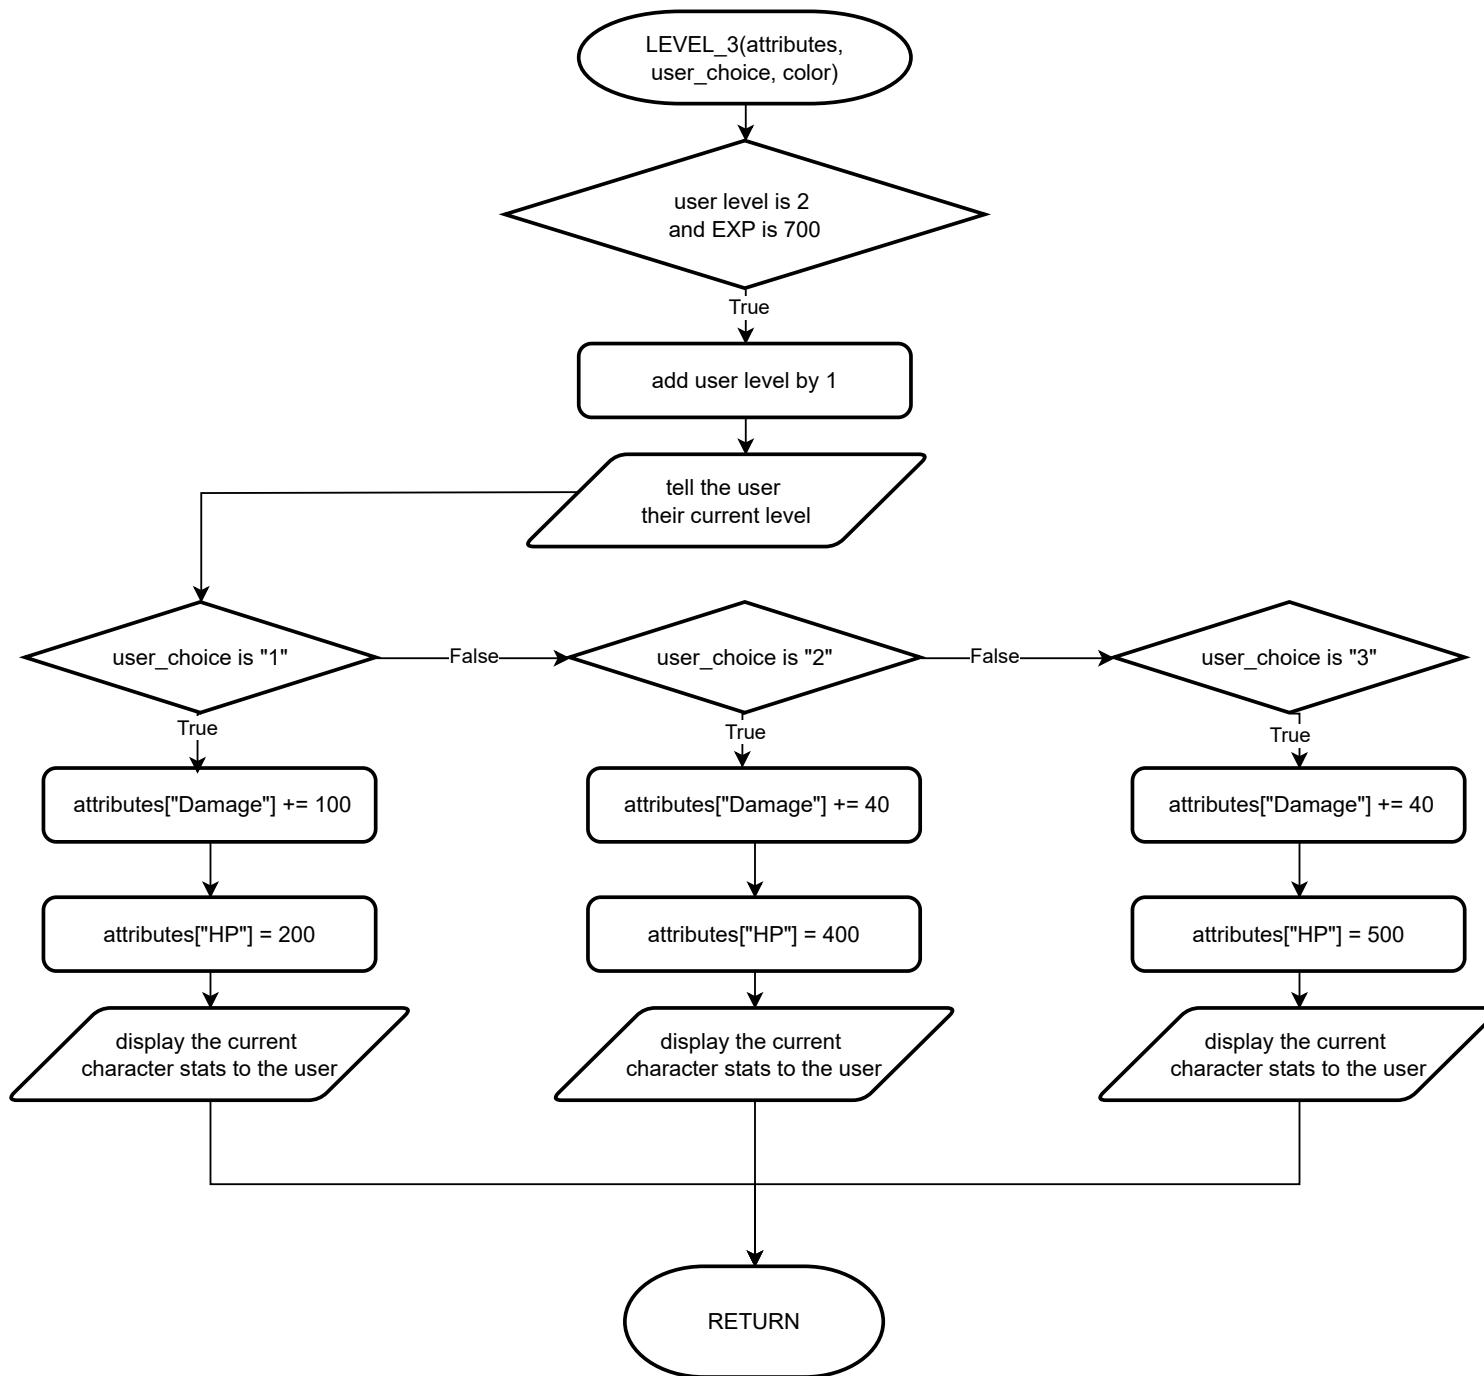 LEVEL_3(attributes,
user_choice, color)
user level is 2
and EXP is 700
True
add user level by 1
tell the user
their current level
user_choice is "1"
False
user_choice is "2"
False
user_choice is "3"
True
True
True
attributes["Damage"] += 100
attributes["Damage"] += 40
attributes["Damage"] += 40
attributes["HP"] = 200
attributes["HP"] = 400
attributes["HP"] = 500
display the current
character stats to the user
display the current
character stats to the user
display the current
character stats to the user
RETURN